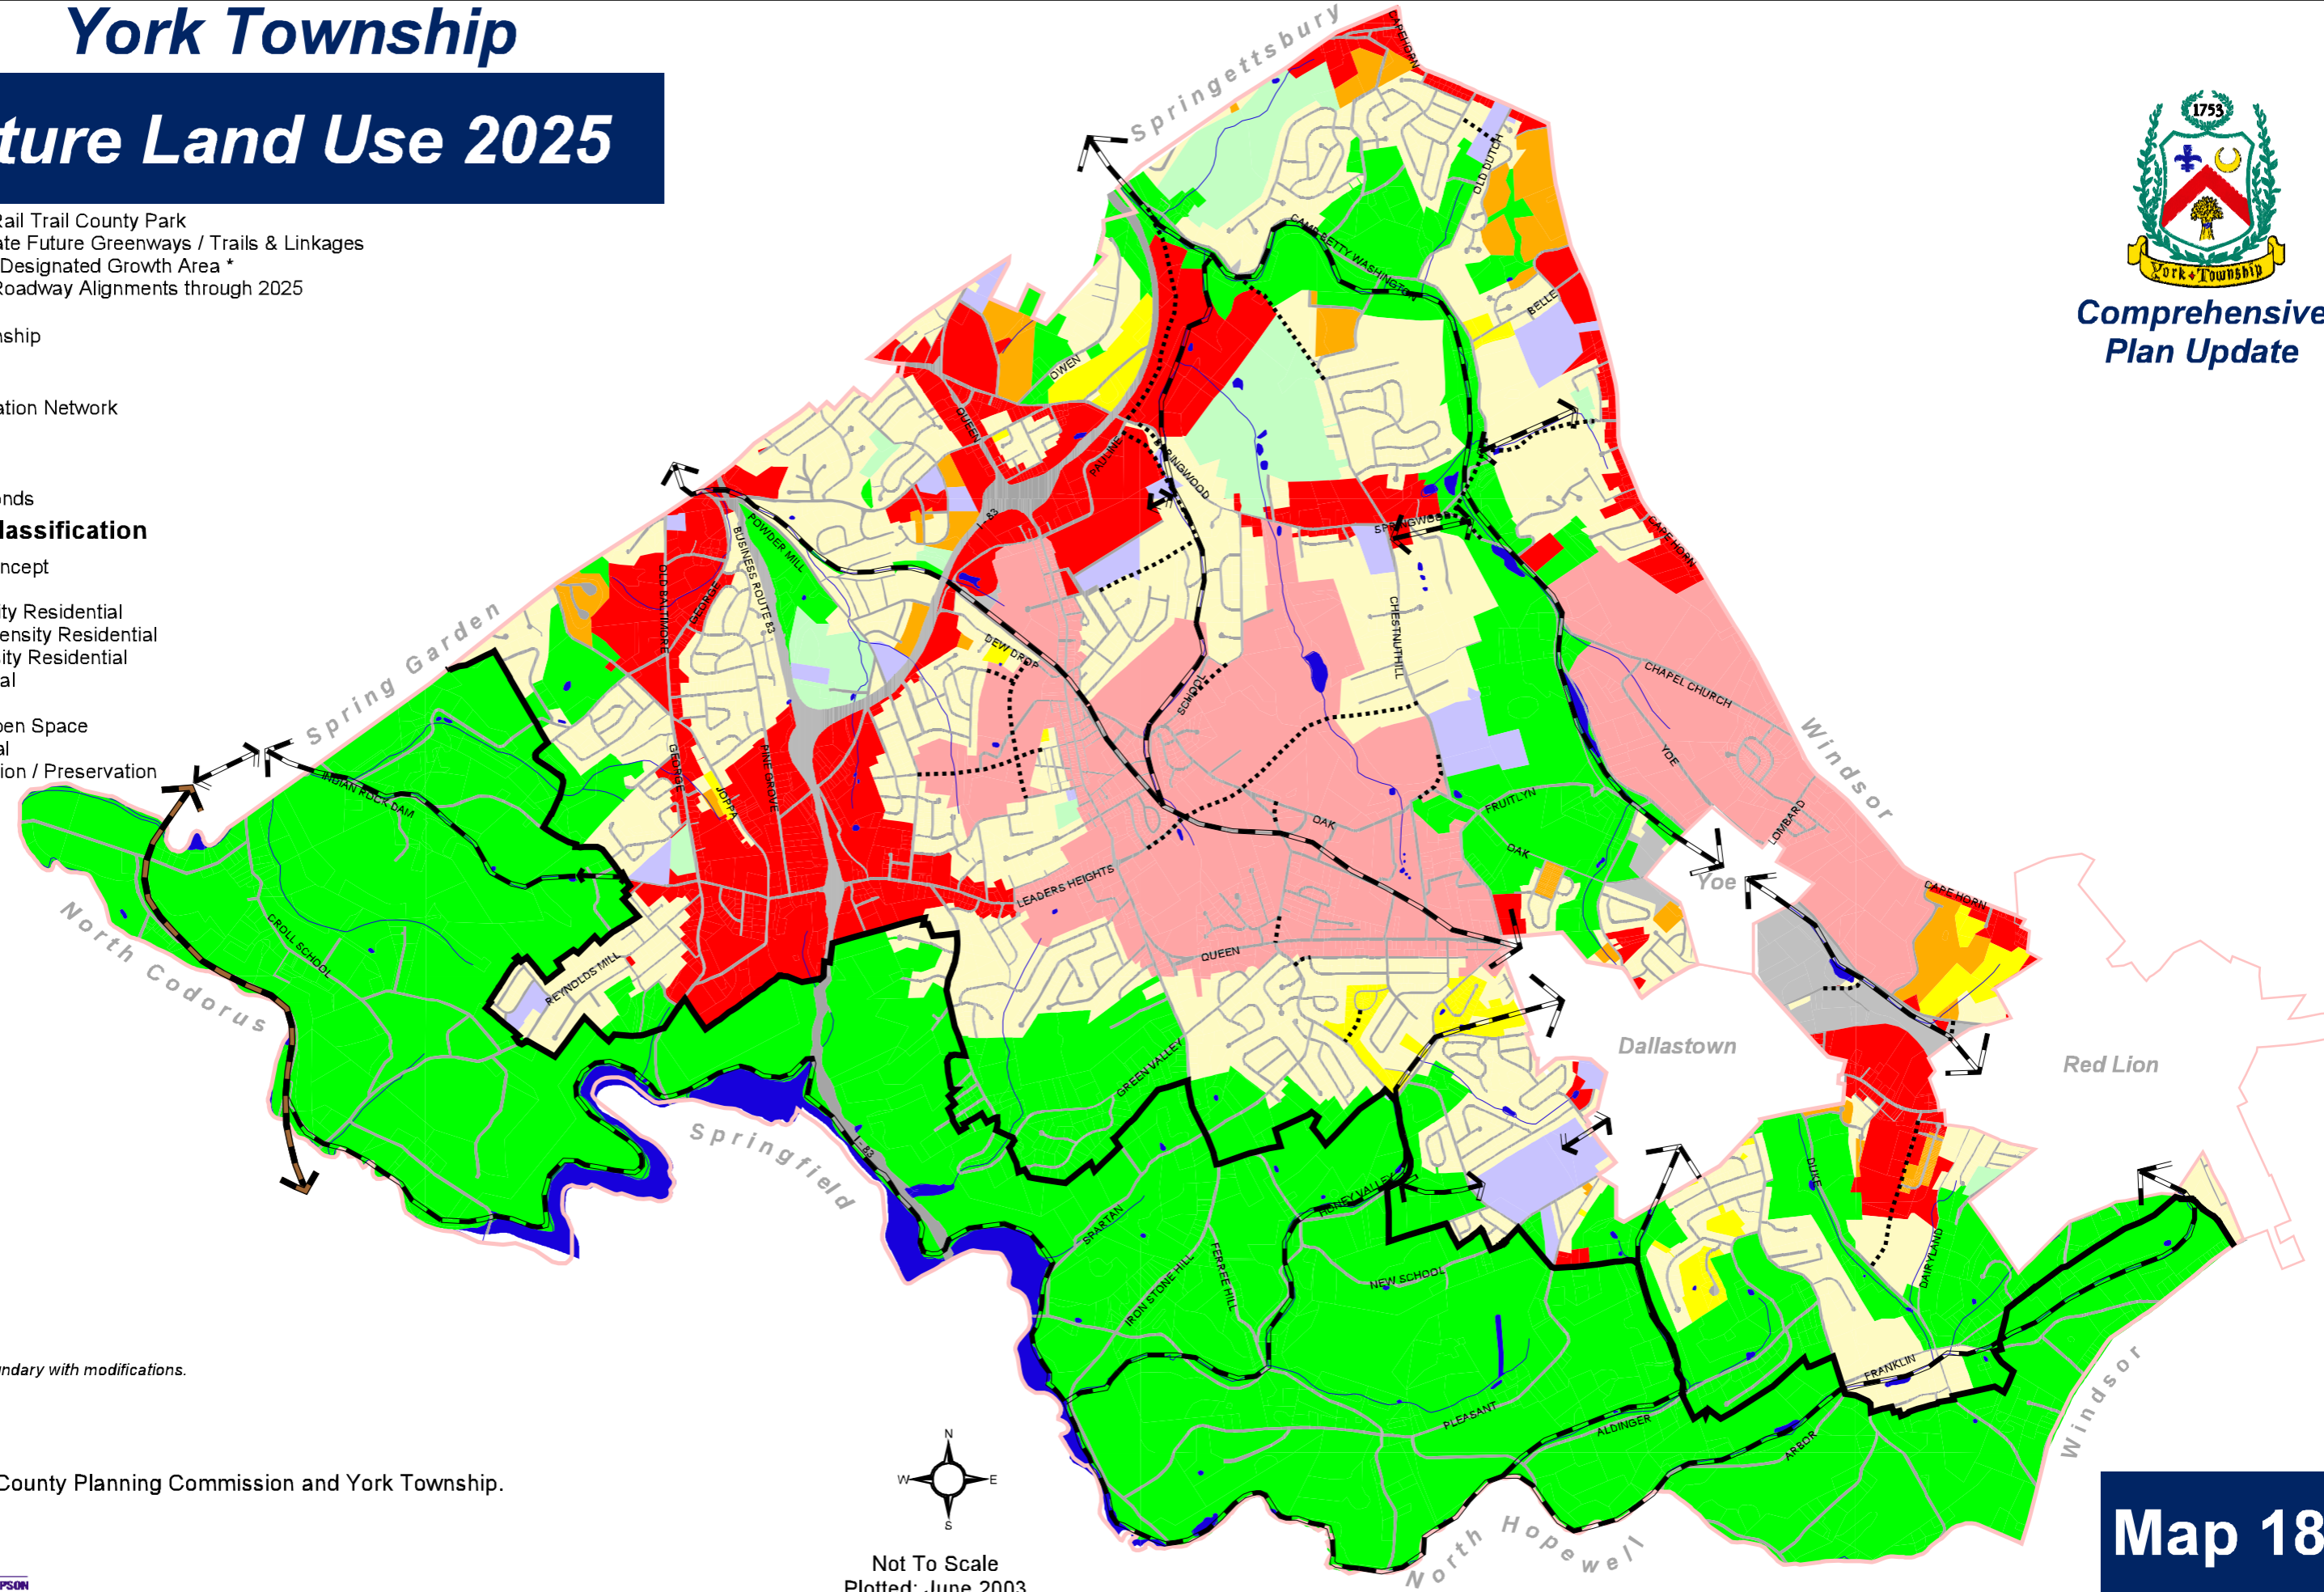 York Township
ture Land Use 2025
Rail Trail County Park
ate Future Greenways / Trails & Linkages
Designated Growth Area *
Roadway Alignments through 2025
nship
ation Network
onds
lassification
ncept
ity Residential
ensity Residential
sity Residential
al
pen Space
al
ion / Preservation
ndary with modifications.
County Planning Commission and York Township.
PSON
1753
York Township
Comprehensive
Plan Update
Springettsbury
CAPEHORN
OLD DUTCH
CAMP BETTY WASHINGTON
BELLE
OWEN
QUEEN
PAULINE
SPRINGWOOD
I - 83
SPRINGWOOD
CAPE HORN
POWDER MILL
BUSINESS ROUTE 83
OLD BALTIMORE
GEORGE
Spring Garden
DEW DROP
CHESTNUT HILL
SCHOOL
CHAPEL CHURCH
YOE
Windsor
LOMBARD
GEORGE
PINE GROVE
JOPPA
INDIAN ROCK DAM
FRUITLYN
OAK
OAK
Yoe
CAPE HORN
LEADERS HEIGHTS
CROLL SCHOOL
North Codorus
REYNOLDS MILL
QUEEN
Dallastown
Red Lion
GREEN VALLEY
Springfield
I - 83
HONEY VALLEY
SPARTAN
IRON STONE HILL
FERREE HILL
NEW SCHOOL
DUKE
DAIRYLAND
FRANKLIN
PLEASANT
ALDINGER
ARBOR
Windsor
North Hopewell
N
W
E
S
Not To Scale
Plotted: June 2003
Map 18